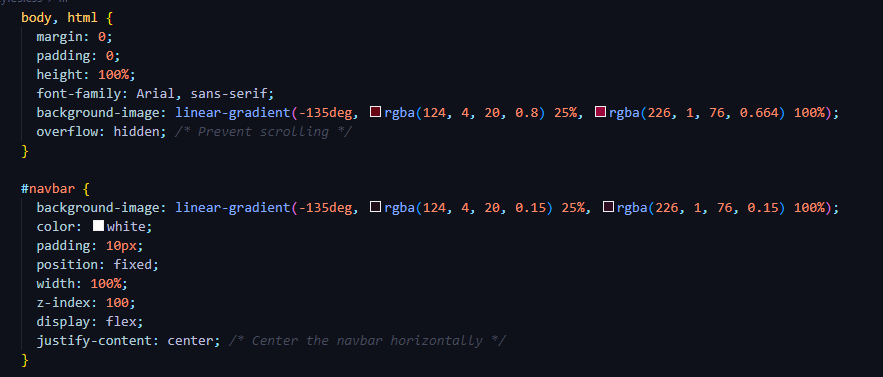 body, html {
margin: 0;
padding: 0;
height: 100%;
font-family: Arial, sans-serif;
background-image: linear-gradient(-135deg, rgba(124, 4, 20, 0.8) 25%, rgba(226, 1, 76, 0.664) 100%);
overflow: hidden; /* Prevent scrolling */
}
#navbar {
background-image: linear-gradient(-135deg, rgba(124, 4, 20, 0.15) 25%, rgba(226, 1, 76, 0.15) 100%);
color: white;
padding: 10px;
position: fixed;
width: 100%;
z-index: 100;
display: flex;
justify-content: center; /* Center the navbar horizontally */
}